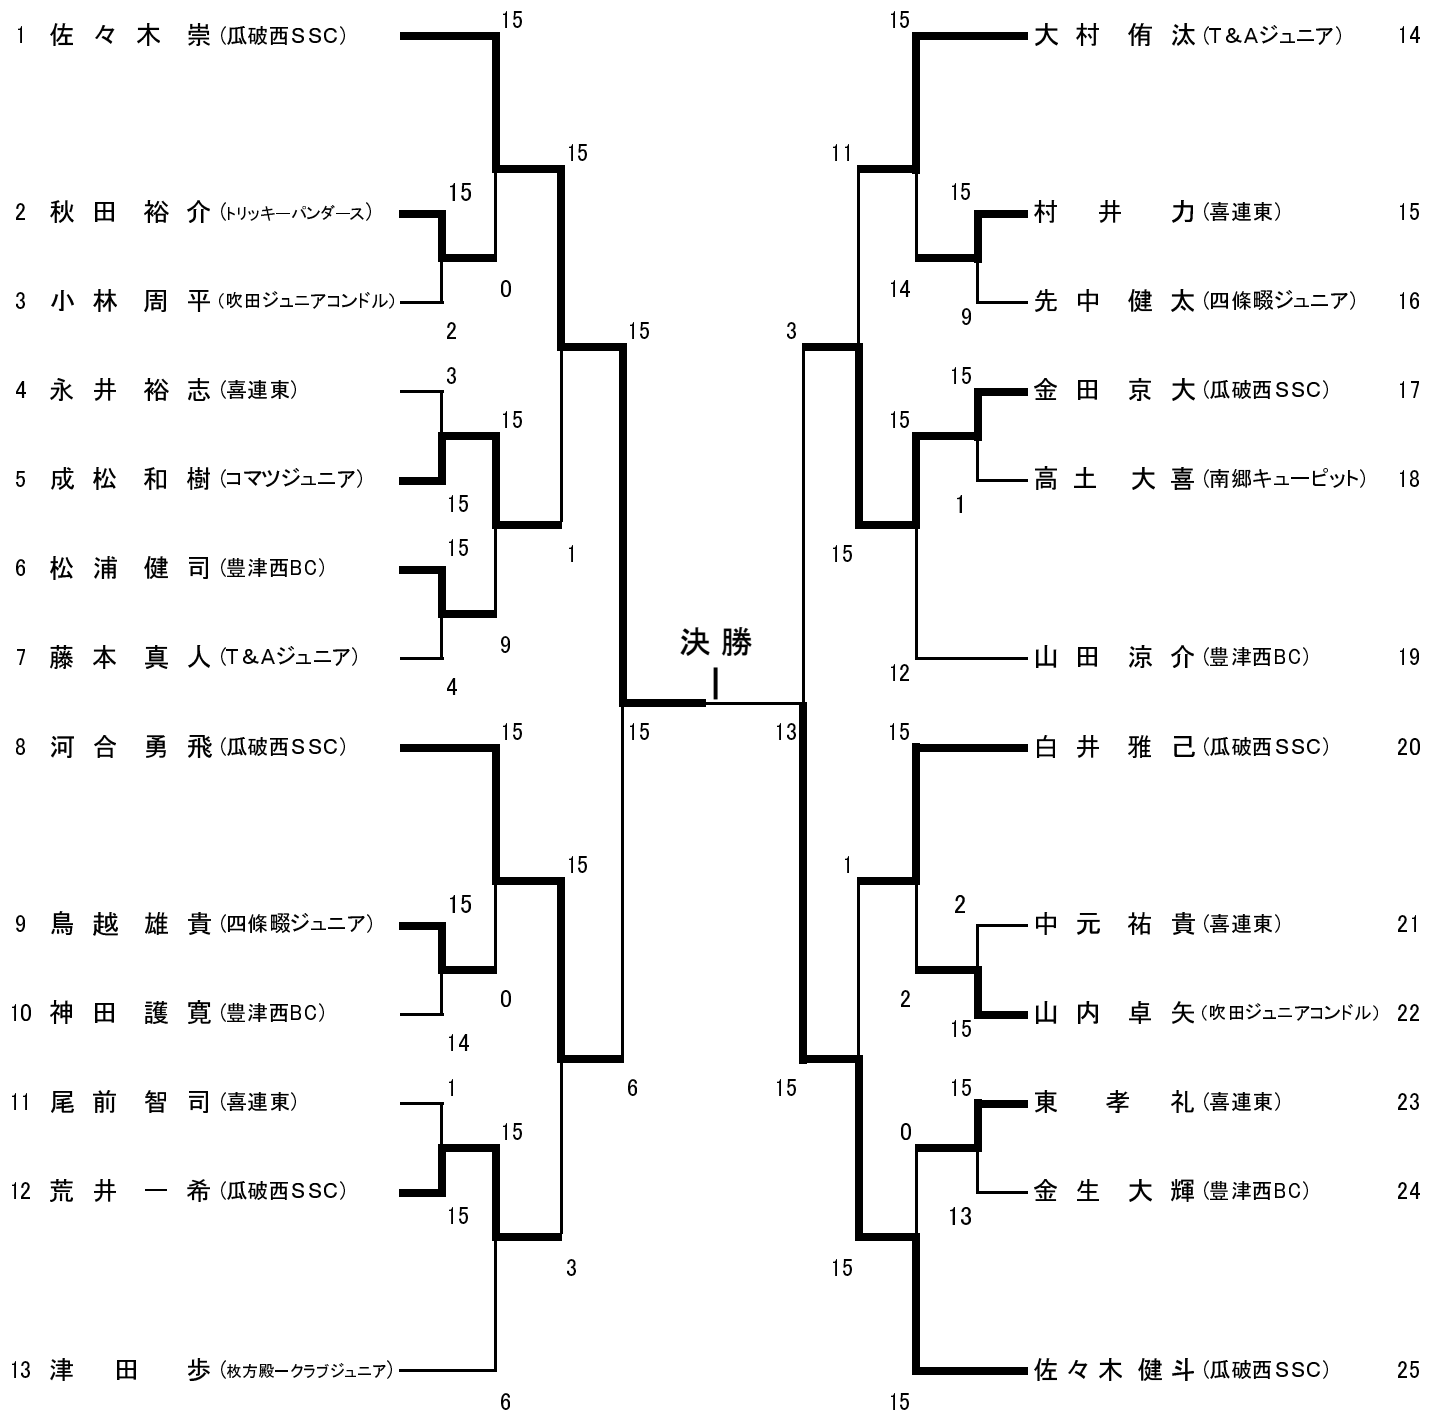 15
15
1 佐々木 崇 (瓜破西SSC)
大村 侑汰 (T&Aジュニア) 14
15
11
15
15
2 秋田裕介 (トリッキーパンダース)
村井 力 (喜連東) 15
0
14
3 小林周平 (吹田ジュニアコンドル)
先中健太 (四條畷ジュニア) 16
9
2
15
3
3
15
4 永井裕志 (喜連東)
金田京大 (瓜破西SSC) 17
15
15
5 成松和樹 (コマツジュニア)
高土大喜 (南郷キューピット) 18
15
1
15
1
15
6 松浦健司 (豊津西BC)
9
決勝
7 藤本真人 (T&Aジュニア)
山田涼介 (豊津西BC) 19
12
4
15
15
13
15
8 河合勇飛 (瓜破西SSC)
白井雅己 (瓜破西SSC) 20
15
1
15
2
9 鳥越雄貴 (四條畷ジュニア)
中元祐貴 (喜連東) 21
0
2
10 神田護寛 (豊津西BC)
山内卓矢 (吹田ジュニアコンドル) 22
15
14
1
6
15
15
11 尾前智司 (喜連東)
東 孝礼 (喜連東) 23
15
0
12 荒井一希 (瓜破西SSC)
金生大輝 (豊津西BC) 24
15
13
3
15
13 津田 歩 (枚方殿一クラブジュニア)
佐々木健斗 (瓜破西SSC) 25
6
15